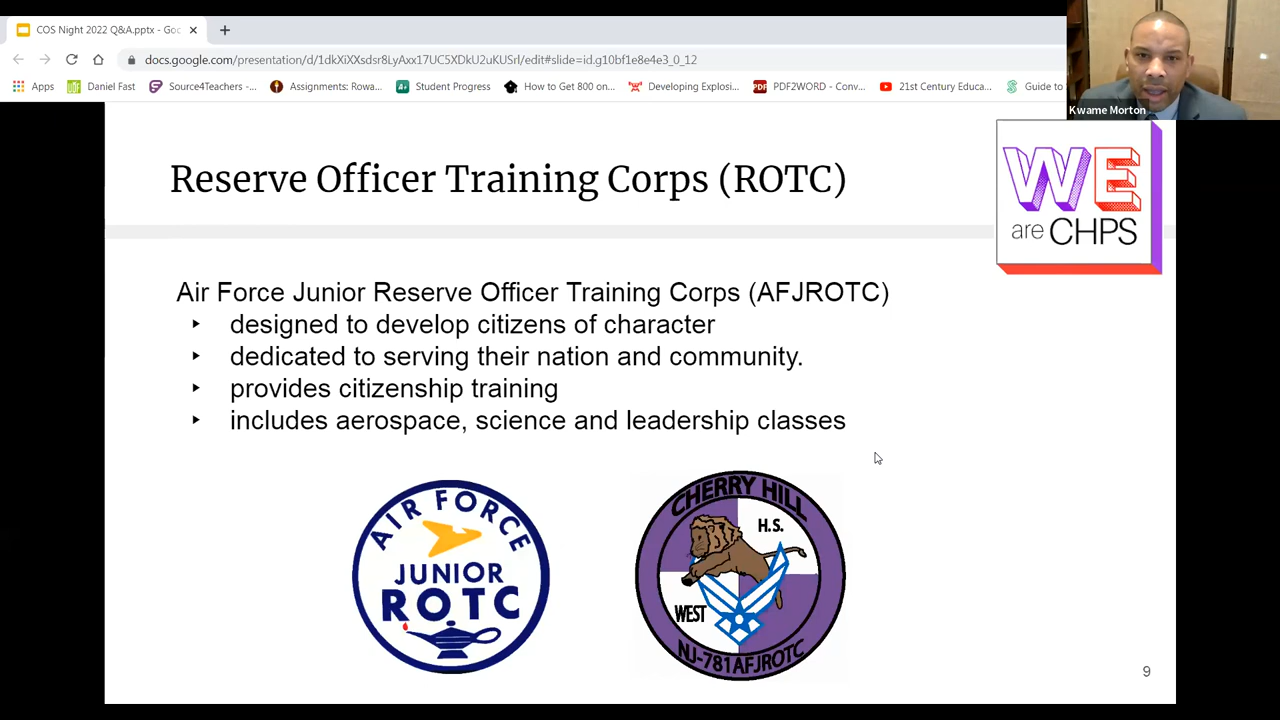 COS Night 2022 Q&A.pptx - Goc
docs.google.com/presentation/d/1dkXiXXsdsr8iLyAxx17UC5XDkU2uKUSrl/edit#slide=id.g10bf1e8e4e3_0_12
Apps
Daniel Fast
Source4Teachers -...
Assignments: Rowa...
Student Progress
How to Get 800 on...
Developing Explosi...
PDF2WORD - Conv...
21st Century Educa...
Guide to
Kwame Morton
Reserve Officer Training Corps (ROTC)
WE
are CHPS
Air Force Junior Reserve Officer Training Corps (AFJROTC)
designed to develop citizens of character
dedicated to serving their nation and community.
provides citizenship training
includes aerospace, science and leadership classes
AIR FORCE
JUNIOR
ROTC
CHERRY HILL
H.S.
WEST
NJ-781 AFJROTC
9